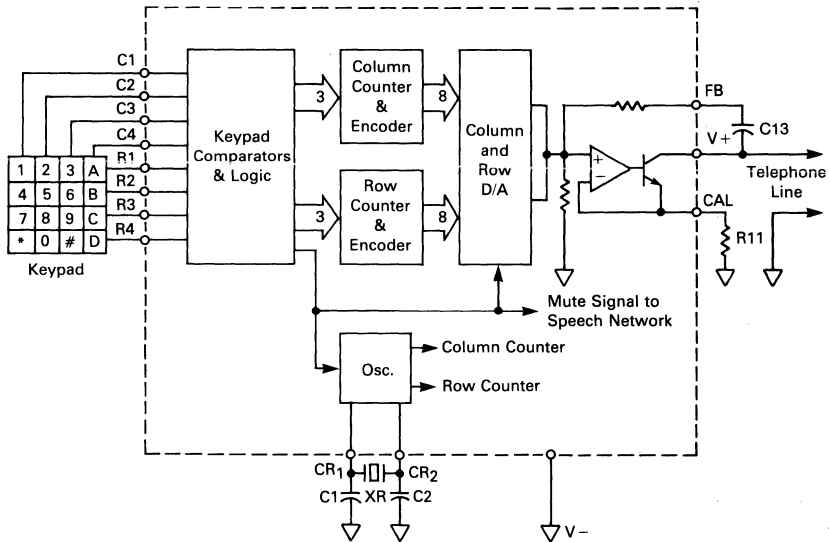 C1
C2
C3
C4
R1
R2
R3
R4
1 2 3 A
4 5 6 B
7 8 9 C
* 0 # D
Keypad
Keypad
Comparators
& Logic
3
Column
Counter
&
Encoder
8
3
Row
Counter
&
Encoder
8
Column
and
Row
D/A
+
−
FB
C13
V+
Telephone
Line
CAL
R11
Mute Signal to
Speech Network
Osc.
Column Counter
Row Counter
CR1
CR2
C1
XR
C2
V−